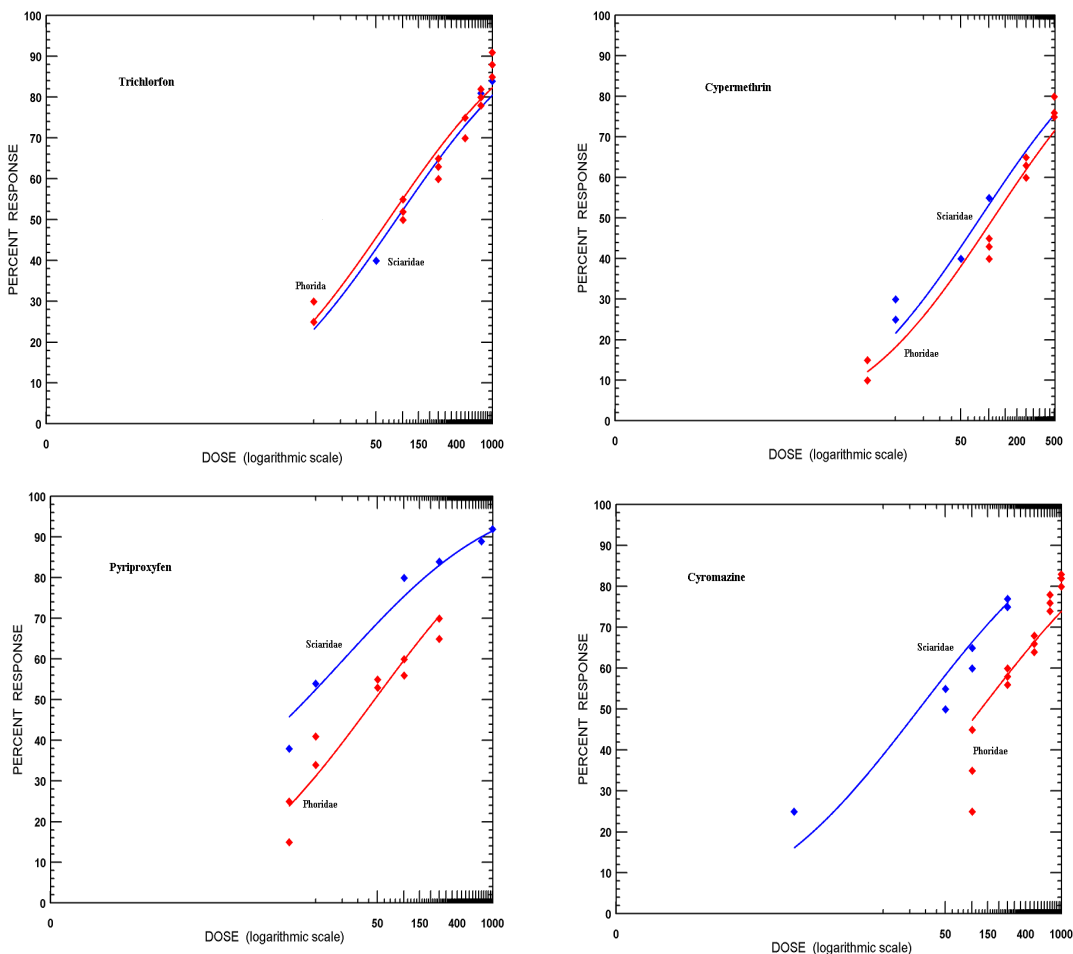 100
90
80
70
60
50
40
30
20
10
0
PERCENT RESPONSE
Trichlorfon
Phorida
Sciaridae
0 50 150 400 1000
DOSE (logarithmic scale)
100
90
80
70
60
50
40
30
20
10
0
PERCENT RESPONSE
Cypermethrin
Sciaridae
Phoridae
0 50 200 500
DOSE (logarithmic scale)
100
90
80
70
60
50
40
30
20
10
0
PERCENT RESPONSE
Pyriproxyfen
Sciaridae
Phoridae
0 50 150 400 1000
DOSE (logarithmic scale)
100
90
80
70
60
50
40
30
20
10
0
PERCENT RESPONSE
Cyromazine
Sciaridae
Phoridae
0 50 150 400 1000
DOSE (logarithmic scale)